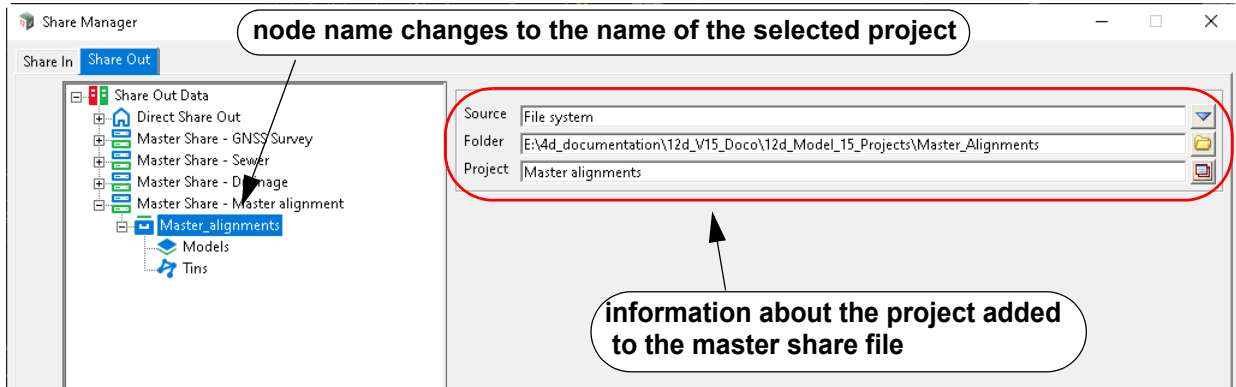 Share Manager
node name changes to the name of the selected project
Share In Share Out
Share Out Data
Direct Share Out
Master Share - GNSS Survey
Master Share - Sewer
Master Share - Drainage
Master Share - Master alignment
Master_alignments
Models
Tins
Source File system
Folder E:\4d_documentation\12d_V15_Doco\12d_Model_15_Projects\Master_Alignments
Project Master alignments
information about the project added
to the master share file